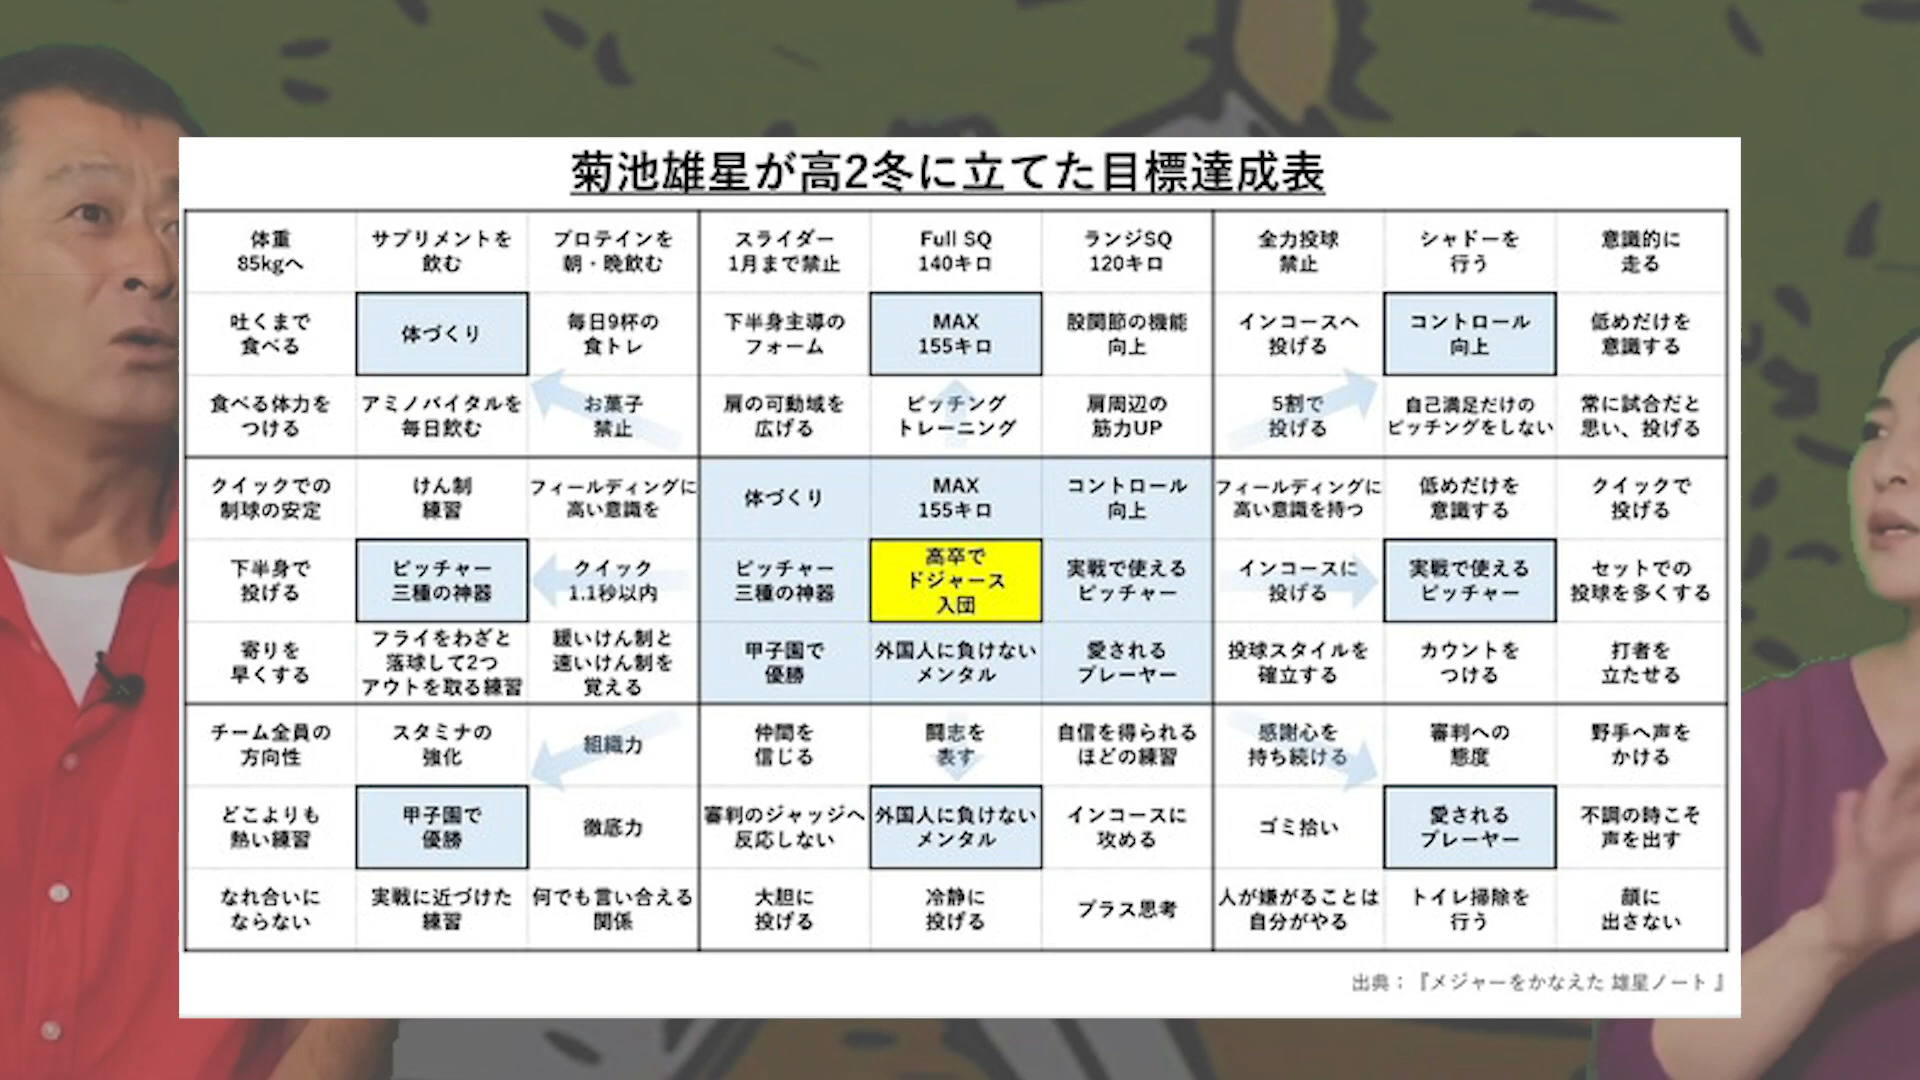 菊池雄星が高2冬に立てた目標達成表
体重
85kgへ
サプリメントを
飲む
プロテインを
朝・晩飲む
スライダー
1月まで禁止
Full SQ
140キロ
ランジSQ
120キロ
全力投球
禁止
シャドーを
行う
意識的に
走る
吐くまで
食べる
体づくり
毎日9杯の
食トレ
下半身主導の
フォーム
MAX
155キロ
股関節の機能
向上
インコースへ
投げる
コントロール
向上
低めだけを
意識する
食べる体力を
つける
アミノバイタルを
毎日飲む
お菓子
禁止
肩の可動域を
広げる
ピッチング
トレーニング
肩周辺の
筋力UP
5割で
投げる
自己満足だけの
ピッチングをしない
常に試合だと
思い、投げる
クイックでの
制球の安定
けん制
練習
フィールディングに
高い意識を
体づくり
MAX
155キロ
コントロール
向上
フィールディングに
高い意識を持つ
低めだけを
意識する
クイックで
投げる
下半身で
投げる
ピッチャー
三種の神器
クイック
1.1秒以内
ピッチャー
三種の神器
高卒で
ドジャース
入団
実戦で使える
ピッチャー
インコースに
投げる
実戦で使える
ピッチャー
セットでの
投球を多くする
寄りを
早くする
フライをわざと
落球して2つ
アウトを取る練習
緩いけん制と
速いけん制を
覚える
甲子園で
優勝
外国人に負けない
メンタル
愛される
プレーヤー
投球スタイルを
確立する
カウントを
つける
打者を
立たせる
チーム全員の
方向性
スタミナの
強化
組織力
仲間を
信じる
闘志を
表す
自信を得られる
ほどの練習
感謝心を
持ち続ける
審判への
態度
野手へ声を
かける
どこよりも
熱い練習
甲子園で
優勝
徹底力
審判のジャッジへ
反応しない
外国人に負けない
メンタル
インコースに
攻める
ゴミ拾い
愛される
プレーヤー
不調の時こそ
声を出す
なれ合いに
ならない
実戦に近づけた
練習
何でも言い合える
関係
大胆に
投げる
冷静に
投げる
プラス思考
人が嫌がることは
自分がやる
トイレ掃除を
行う
顔に
出さない
出典：『メジャーをかなえた 雄星ノート 』